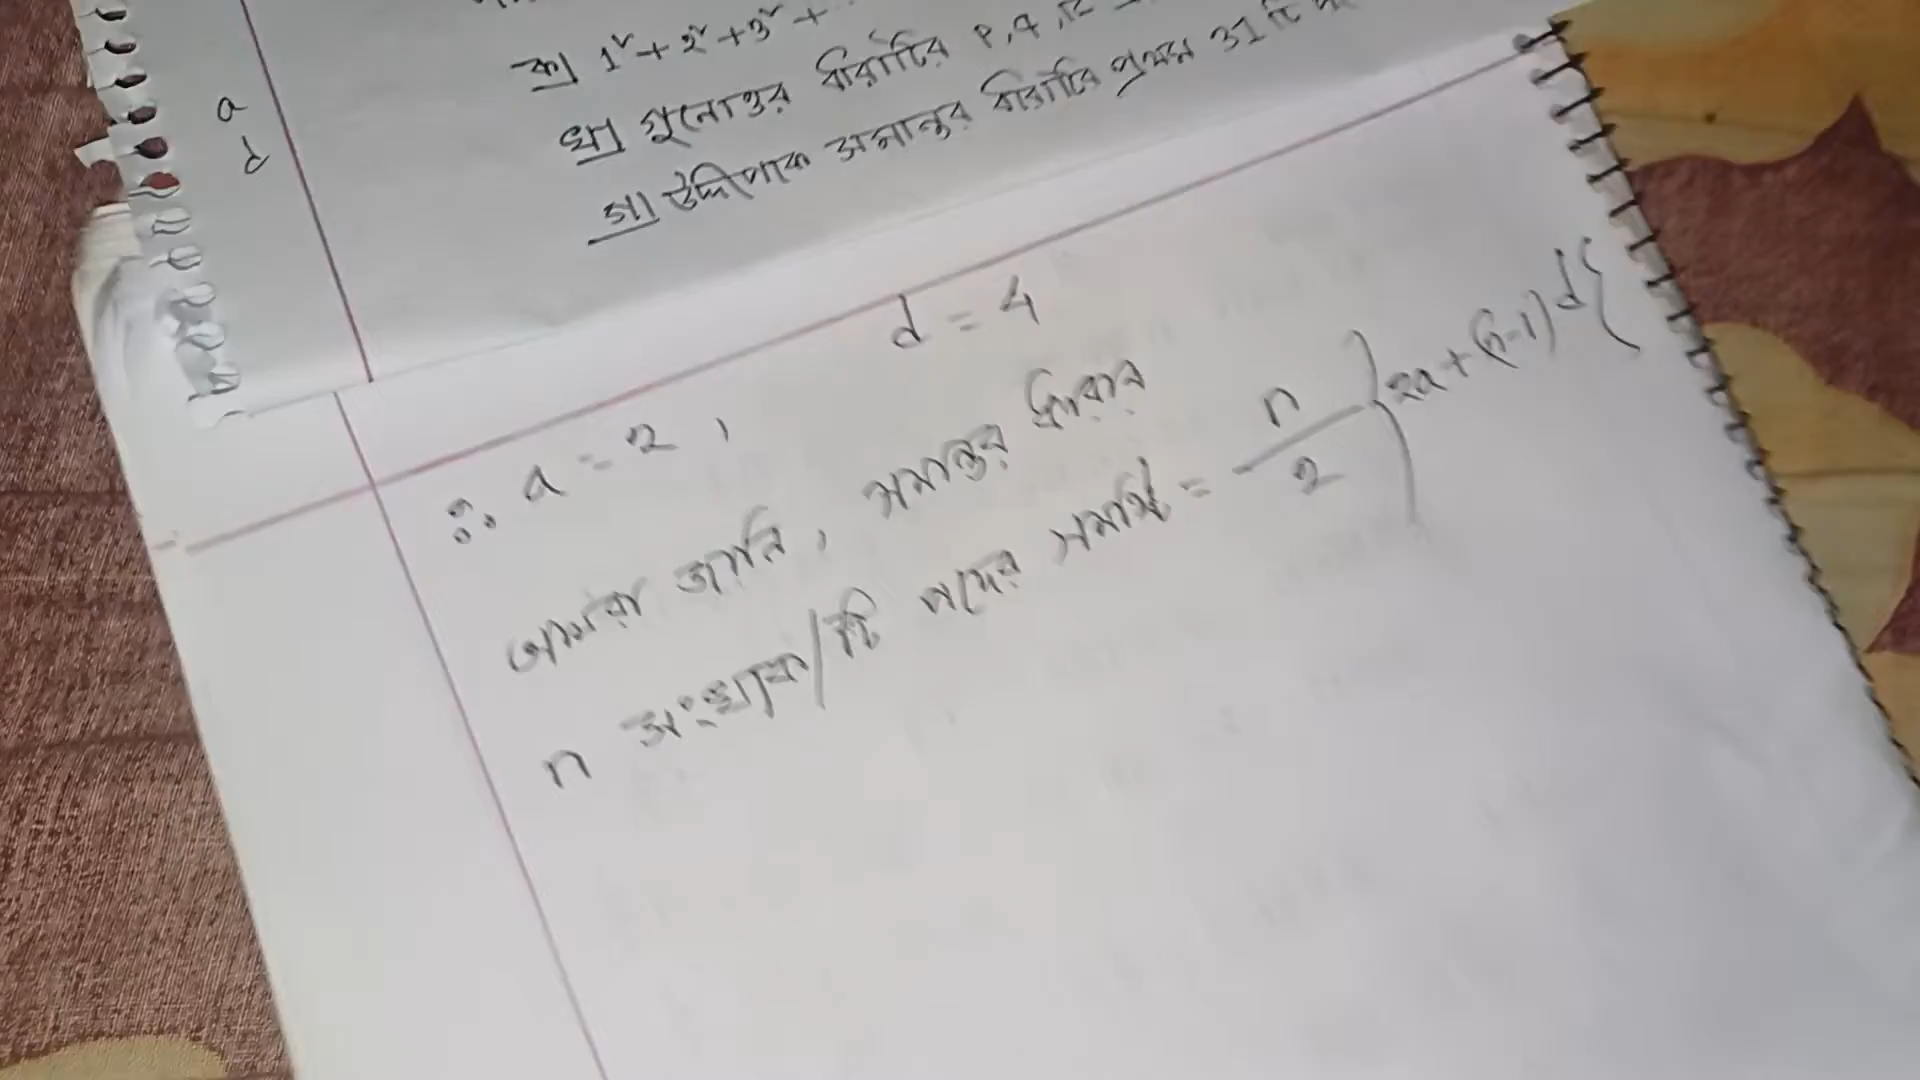 ক। 1² + 2² + 3² +
খ। গুনোত্তর ধারাটির P, q,
গ। উদ্দিপকে সমান্তর ধারাটির প্রথম 31 টি
a
d
∴ a = 2, d = 4
আমরা জানি, সমান্তর ধারার
n সংখ্যক/টি পদের সমষ্টি = n/2 {2a + (n-1) d}